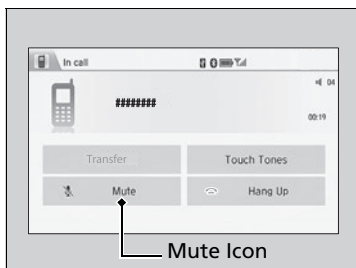 In call
04
########
00:19
Transfer Touch Tones
Mute Hang Up
Mute Icon